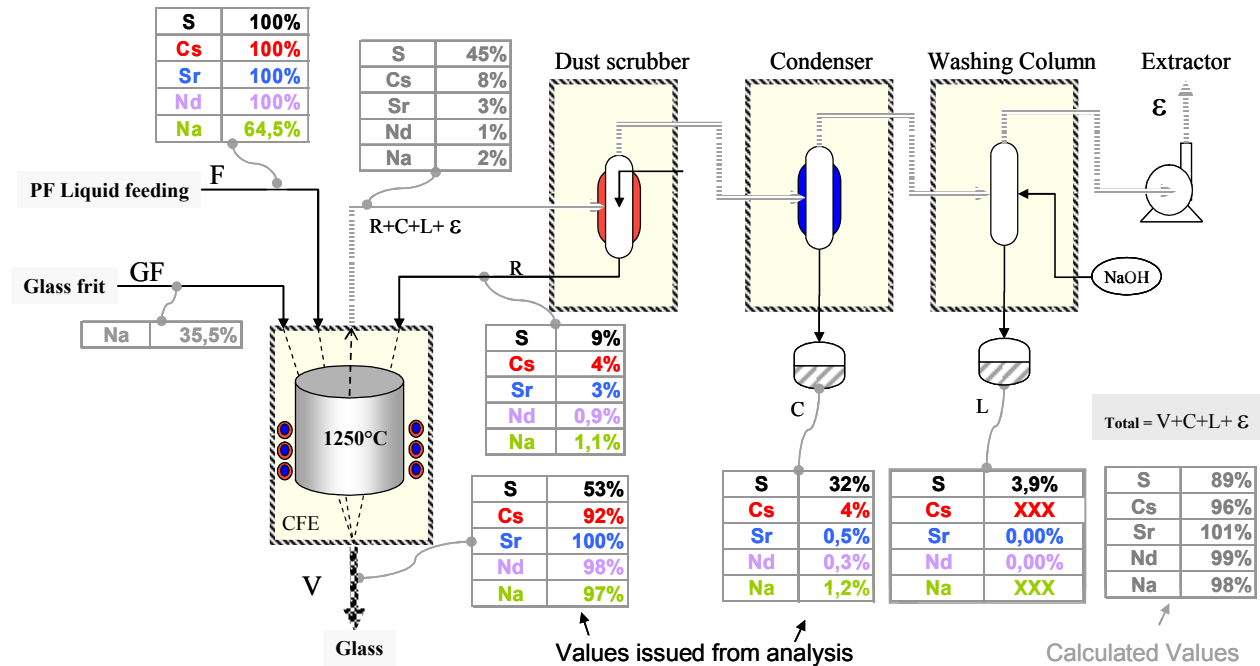 S 100%
Cs 100%
Sr 100%
Nd 100%
Na 64,5%
S 45%
Cs 8%
Sr 3%
Nd 1%
Na 2%
Dust scrubber
Condenser
Washing Column
Extractor
ε
PF Liquid feeding
F
R+C+L+ ε
R
Glass frit
GF
NaOH
Na 35,5%
S 9%
Cs 4%
Sr 3%
Nd 0,9%
Na 1,1%
1250°C
CFE
C
L
Total = V+C+L+ ε
S 53%
Cs 92%
Sr 100%
Nd 98%
Na 97%
S 32%
Cs 4%
Sr 0,5%
Nd 0,3%
Na 1,2%
S 3,9%
Cs XXX
Sr 0,00%
Nd 0,00%
Na XXX
S 89%
Cs 96%
Sr 101%
Nd 99%
Na 98%
V
Glass
Values issued from analysis
Calculated Values